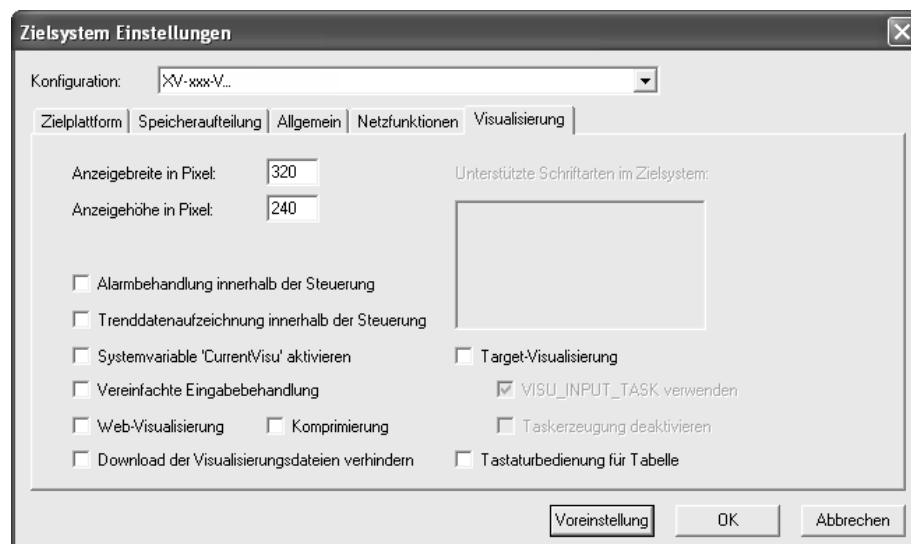 Zielsystem Einstellungen
Konfiguration: XV-xxx-V...
Zielplattform Speicheraufteilung Allgemein Netzfunktionen Visualisierung
Anzeigebreite in Pixel: 320 Unterstützte Schriftarten im Zielsystem:
Anzeigehöhe in Pixel: 240
Alarmbehandlung innerhalb der Steuerung
Trenddatenaufzeichnung innerhalb der Steuerung
Systemvariable 'CurrentVisu' aktivieren Target-Visualisierung
Vereinfachte Eingabebehandlung VISU_INPUT_TASK verwenden
Web-Visualisierung Komprimierung Taskerzeugung deaktivieren
Download der Visualisierungsdateien verhindern Tastaturbedienung für Tabelle
Voreinstellung OK Abbrechen